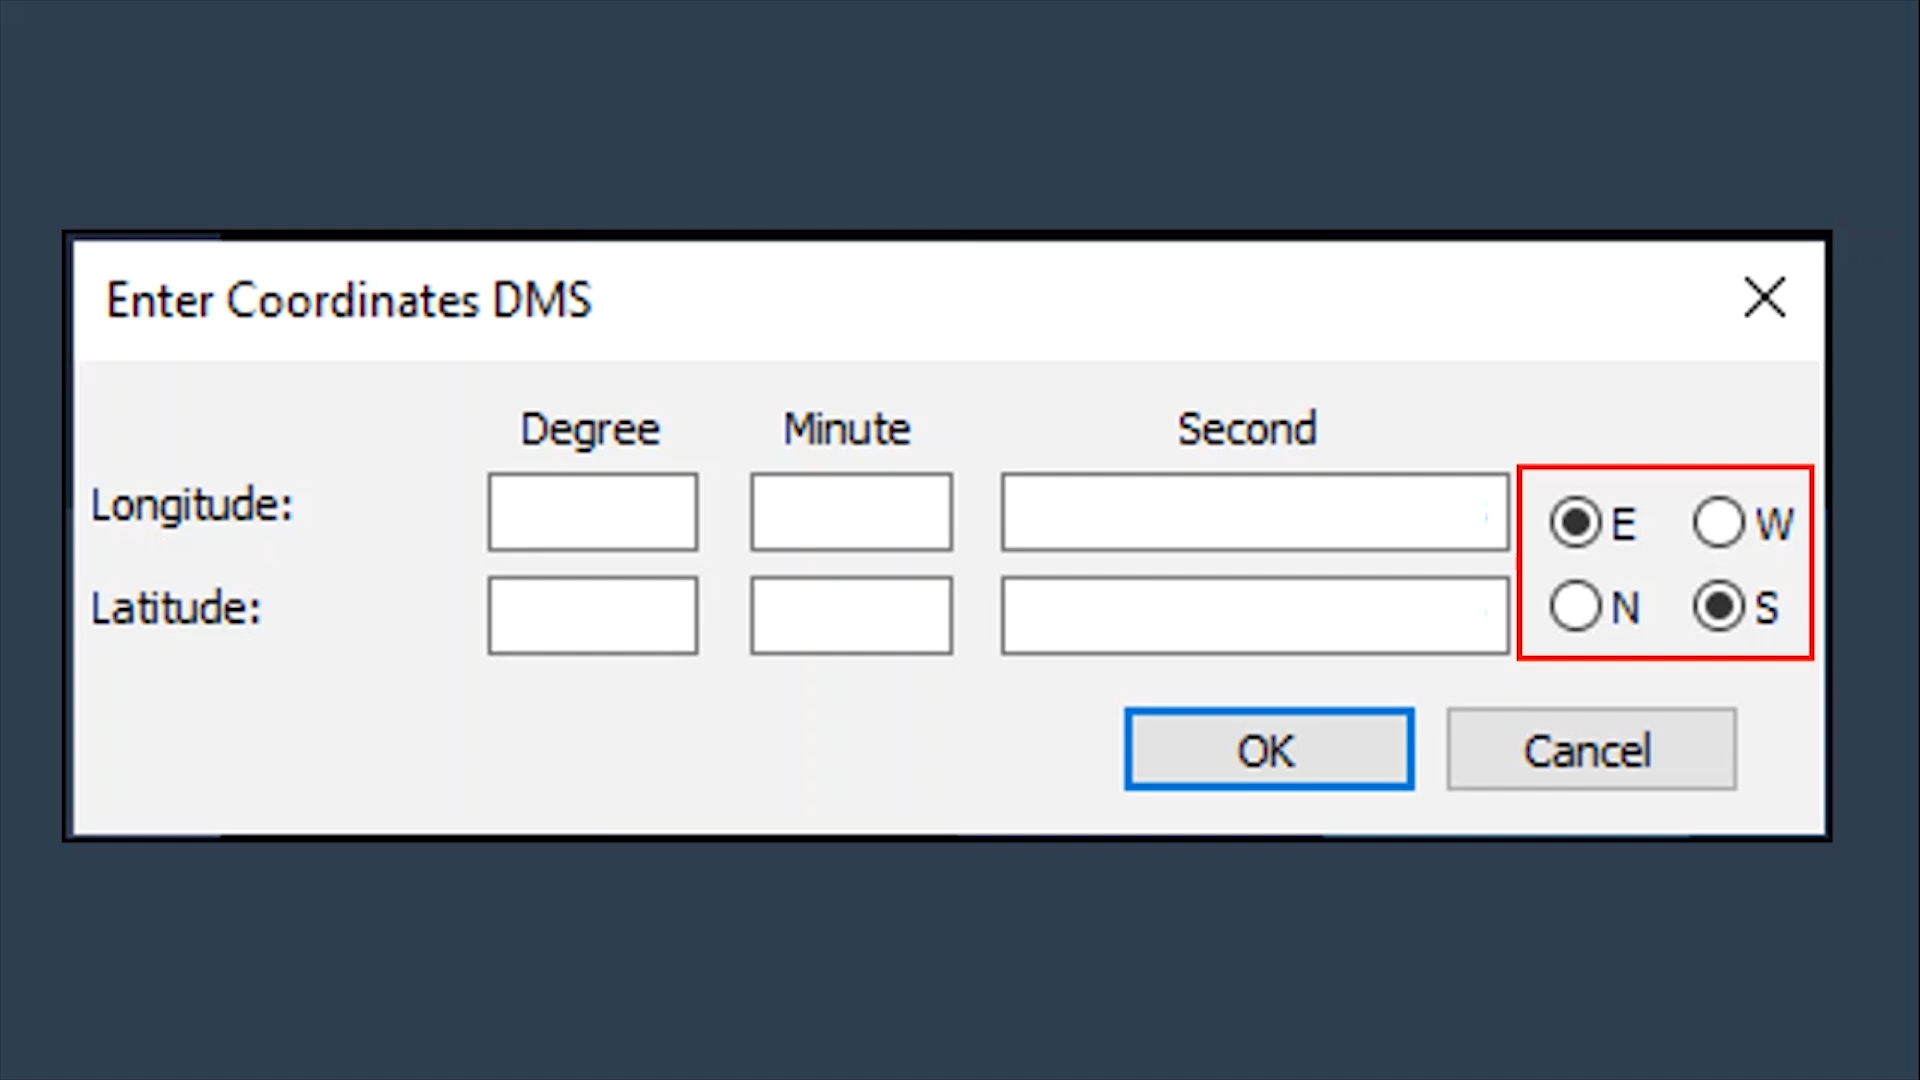 Enter Coordinates DMS
Degree Minute Second
Longitude: E W
Latitude: N S
OK Cancel